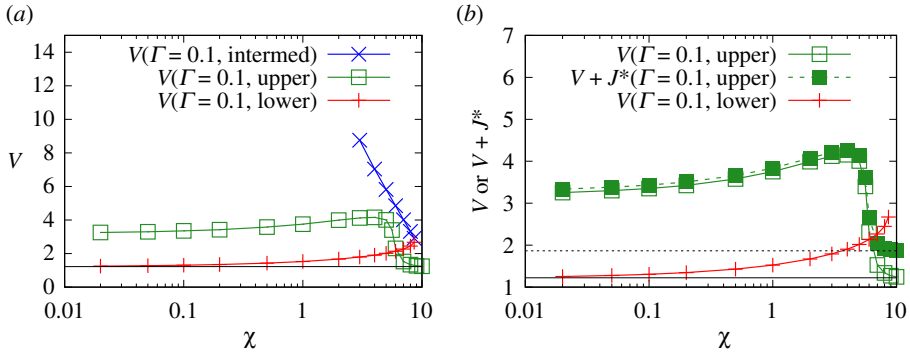 (a)
V(Γ = 0.1, intermed)
V(Γ = 0.1, upper)
V(Γ = 0.1, lower)
14
12
10
8
6
4
2
0
V
0.01 0.1 1 10
χ
(b)
V(Γ = 0.1, upper)
V + J*(Γ = 0.1, upper)
V(Γ = 0.1, lower)
7
6
5
4
3
2
1
V or V + J*
0.01 0.1 1 10
χ